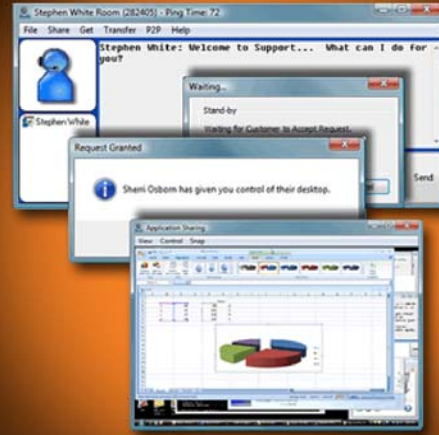 Stephen White Room (282405) - Ping Time: 72
File Share Get Transfer P2P Help
Stephen White: Welcome to Support... What can I do for
you?
Stephen White
Waiting...
Stand-by
Waiting for Customer to Accept Request.
Send
Request Granted
Sherri Osborn has given you control of their desktop.
Application Sharing
View Control Snap